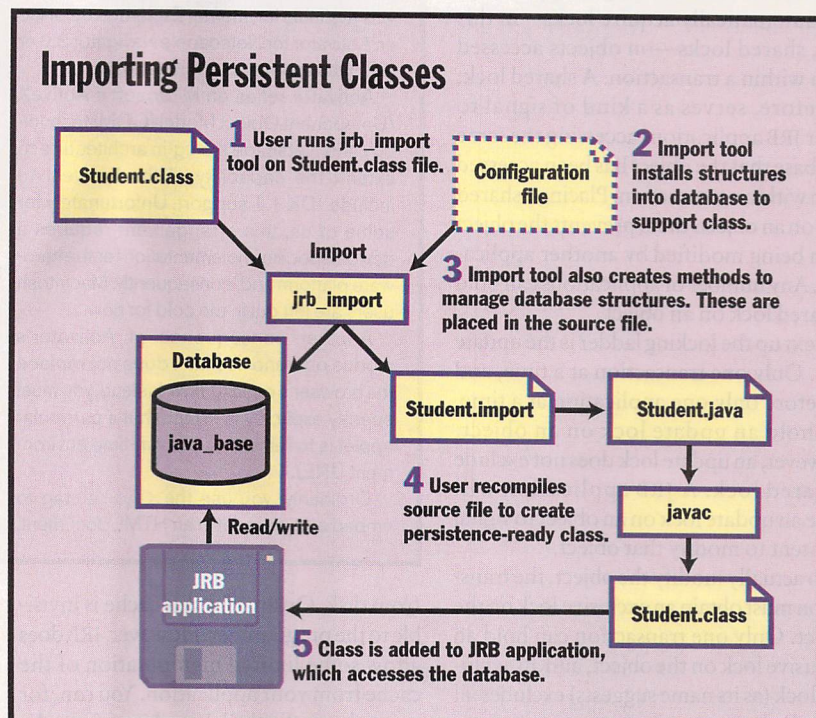 Importing Persistent Classes
Student.class
1 User runs jrb_import
tool on Student.class file.
Configuration
file
2 Import tool
installs structures
into database to
support class.
Import
jrb_import
3 Import tool also creates methods to
manage database structures. These are
placed in the source file.
Database
java_base
Student.import
Student.java
4 User recompiles
source file to create
persistence-ready class.
javac
Read/write
JRB
application
Student.class
5 Class is added to JRB application,
which accesses the database.